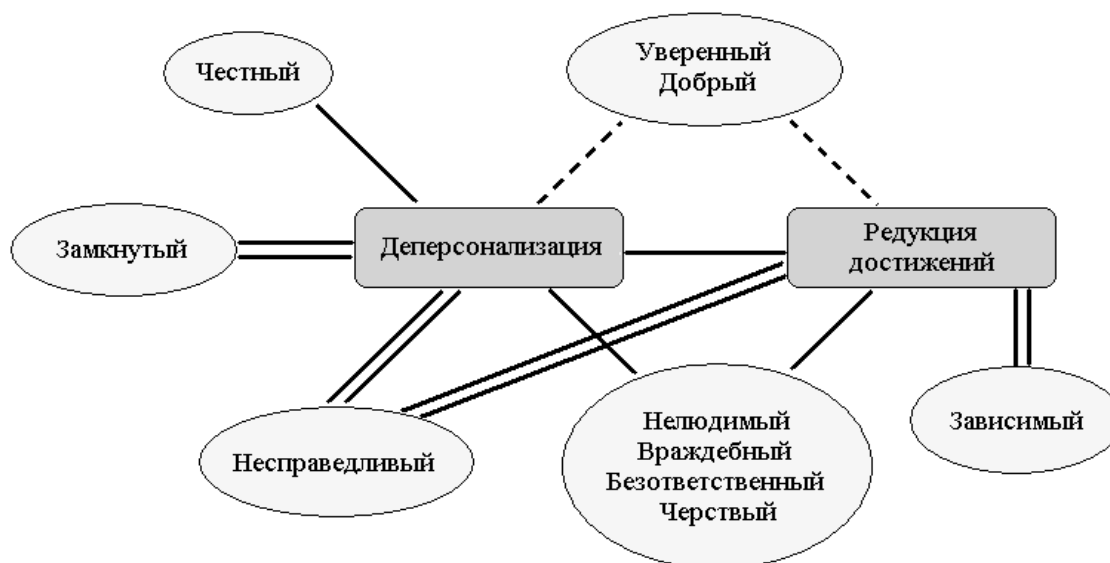 Честный
Уверенный
Добрый
Замкнутый
Деперсонализация
Редукция
достижений
Несправедливый
Нелюдимый
Враждебный
Безответственный
Черствый
Зависимый